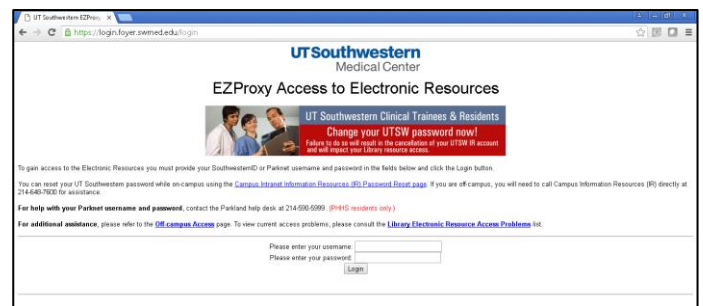 UT Southwestern EZProxy
https://login.foyer.swmed.edu/login
UTSouthwestern
Medical Center
EZProxy Access to Electronic Resources
UT Southwestern Clinical Trainees & Residents
Change your UTSW password now!
Failure to do so will result in the cancellation of your UTSW IR account
and will impact your Library resource access.
To gain access to the Electronic Resources you must provide your SouthwesternID or Parknet username and password in the fields below and click the Login button.
You can reset your UT Southwestern password while on-campus using the Campus Intranet Information Resources (IR) Password Reset page. If you are off-campus, you will need to call Campus Information Resources (IR) directly at
214-648-7600 for assistance.
For help with your Parknet username and password, contact the Parkland help desk at 214-590-5999. (PHHS residents only.)
For additional assistance, please refer to the Off-campus Access page. To view current access problems, please consult the Library Electronic Resource Access Problems list.
Please enter your username:
Please enter your password:
Login